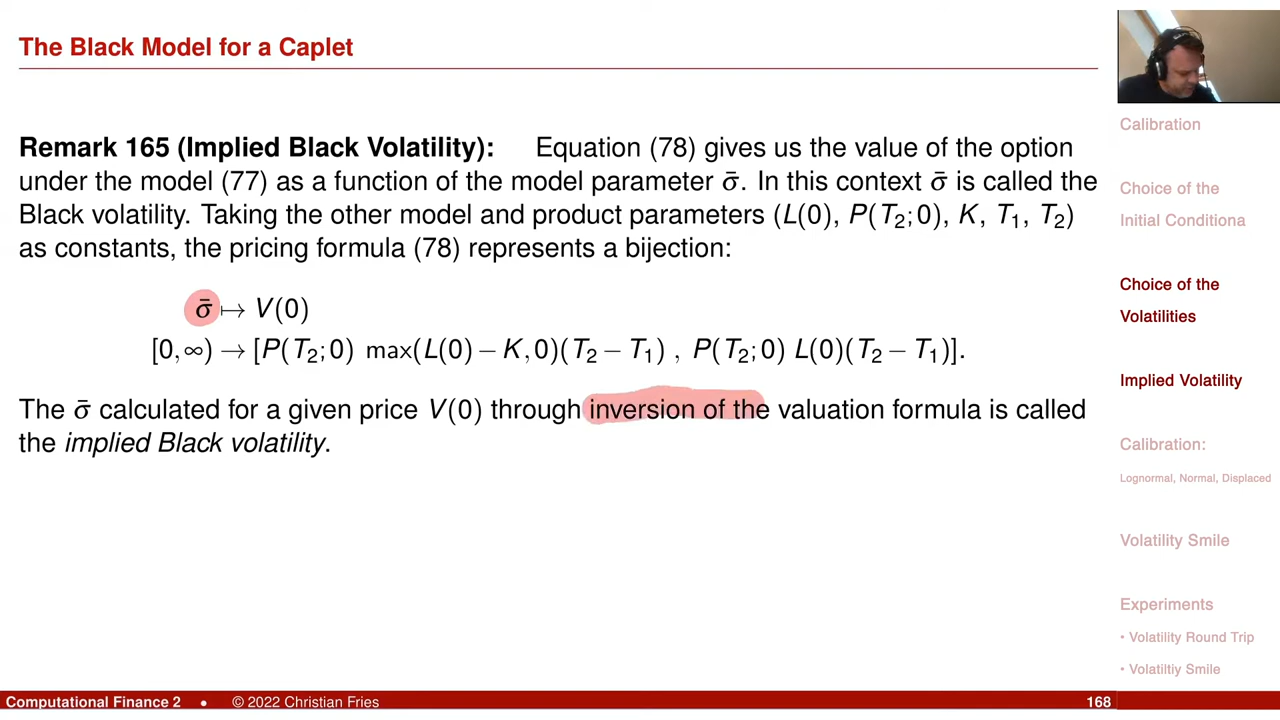 The Black Model for a Caplet
Remark 165 (Implied Black Volatility): Equation (78) gives us the value of the option
under the model (77) as a function of the model parameter σ̄. In this context σ̄ is called the
Black volatility. Taking the other model and product parameters (L(0), P(T₂;0), K, T₁, T₂)
as constants, the pricing formula (78) represents a bijection:
σ̄ ↦ V(0)
[0,∞) → [P(T₂;0) max(L(0) − K,0)(T₂ − T₁) , P(T₂;0) L(0)(T₂ − T₁)].
The σ̄ calculated for a given price V(0) through inversion of the valuation formula is called
the implied Black volatility.
Calibration
Choice of the
Initial Conditiona
Choice of the
Volatilities
Implied Volatility
Calibration:
Lognormal, Normal, Displaced
Volatility Smile
Experiments
• Volatility Round Trip
• Volatiltiy Smile
Computational Finance 2 • © 2022 Christian Fries 168